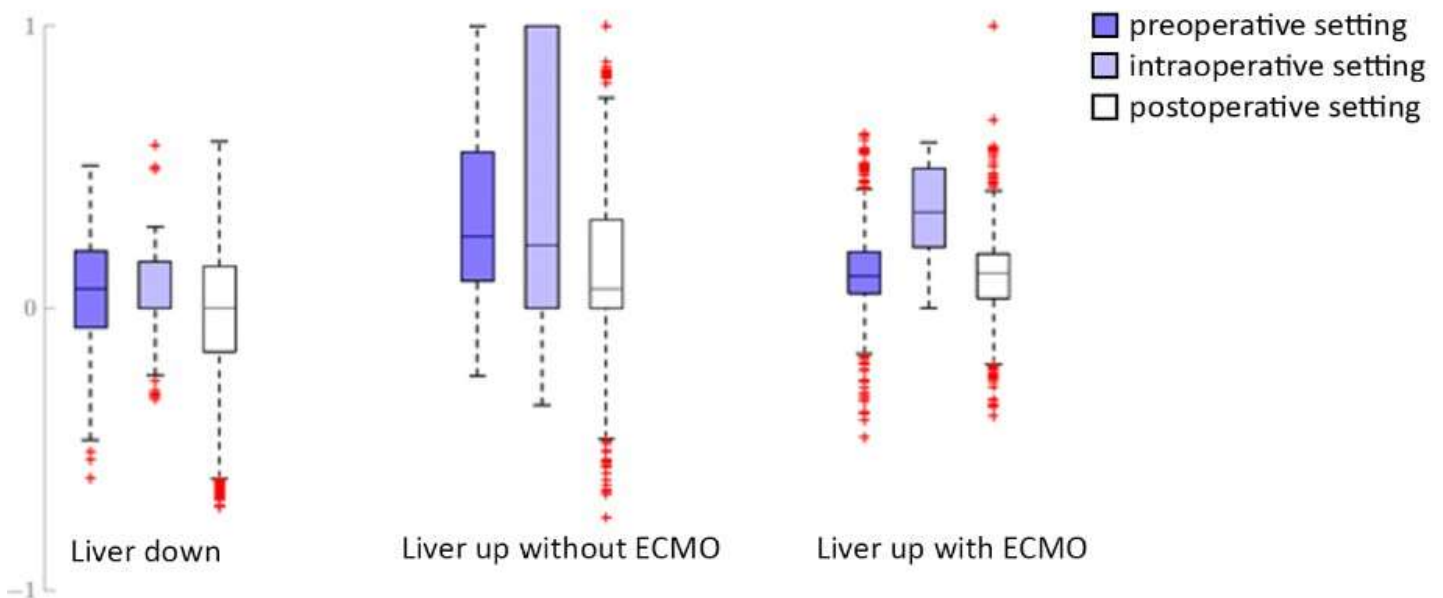 1
preoperative setting
intraoperative setting
postoperative setting
0
Liver down
Liver up without ECMO
Liver up with ECMO
−1